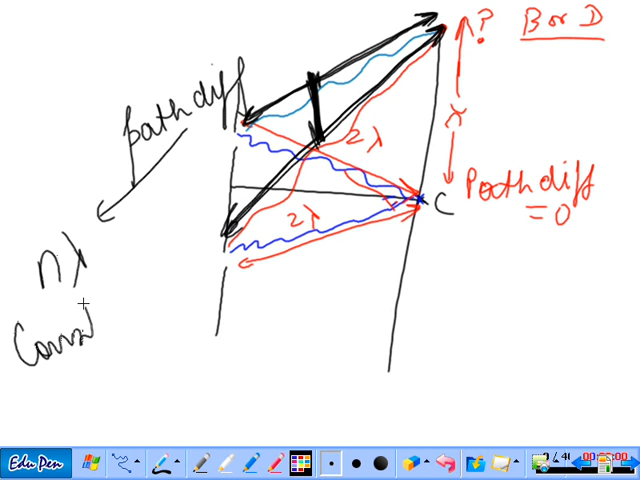 ? B or D
path diff
2λ
x
Path diff
= 0
C
2λ
nλ
Edu Pen